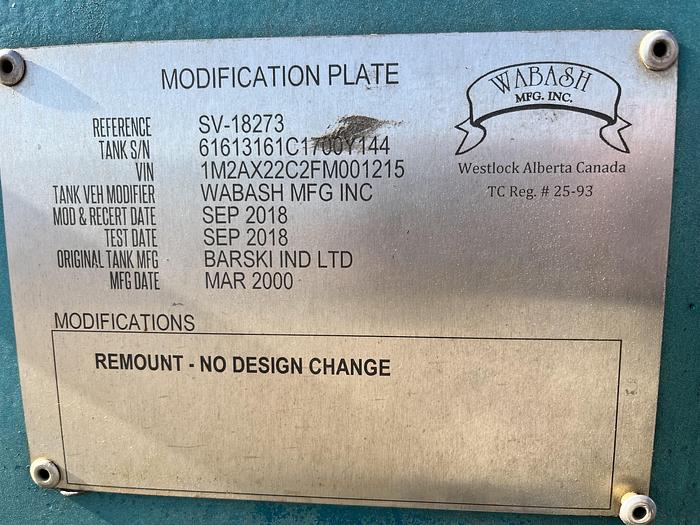 MODIFICATION PLATE
WABASH
MFG. INC.
Westlock Alberta Canada
TC Reg. # 25-93
REFERENCE SV-18273
TANK S/N 61613161C1700Y144
VIN 1M2AX22C2FM001215
TANK VEH MODIFIER WABASH MFG INC
MOD & RECERT DATE SEP 2018
TEST DATE SEP 2018
ORIGINAL TANK MFG BARSKI IND LTD
MFG DATE MAR 2000
MODIFICATIONS
REMOUNT - NO DESIGN CHANGE